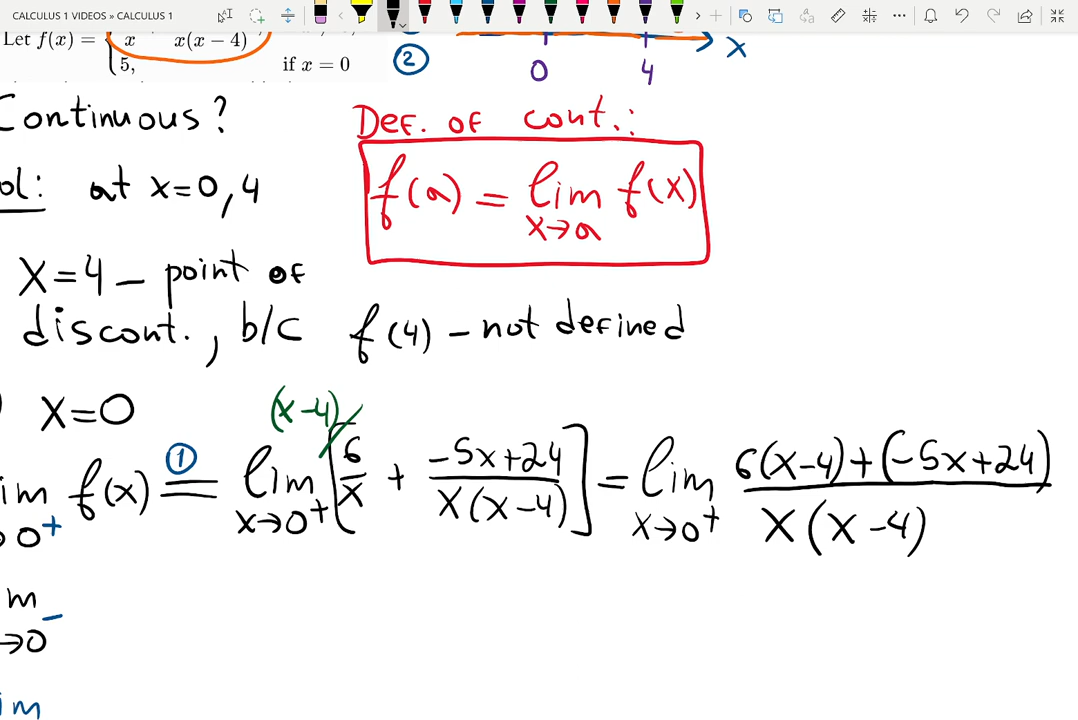 CALCULUS 1 VIDEOS » CALCULUS 1
Let f(x) = { x x(x − 4)
5, if x = 0
② 0 4 x
Continuous?
Def. of cont.:
ol: at x=0,4
f(a) = lim f(x)
x→a
x=4 – point of
discont., b/c f(4) – not defined
x=0
(x-4)
im f(x) =① lim [6/x + (-5x+24)/(x(x-4))] = lim (6(x-4)+(-5x+24))/(x(x-4))
→0⁺ x→0⁺ x→0⁺
m
→0⁻
im